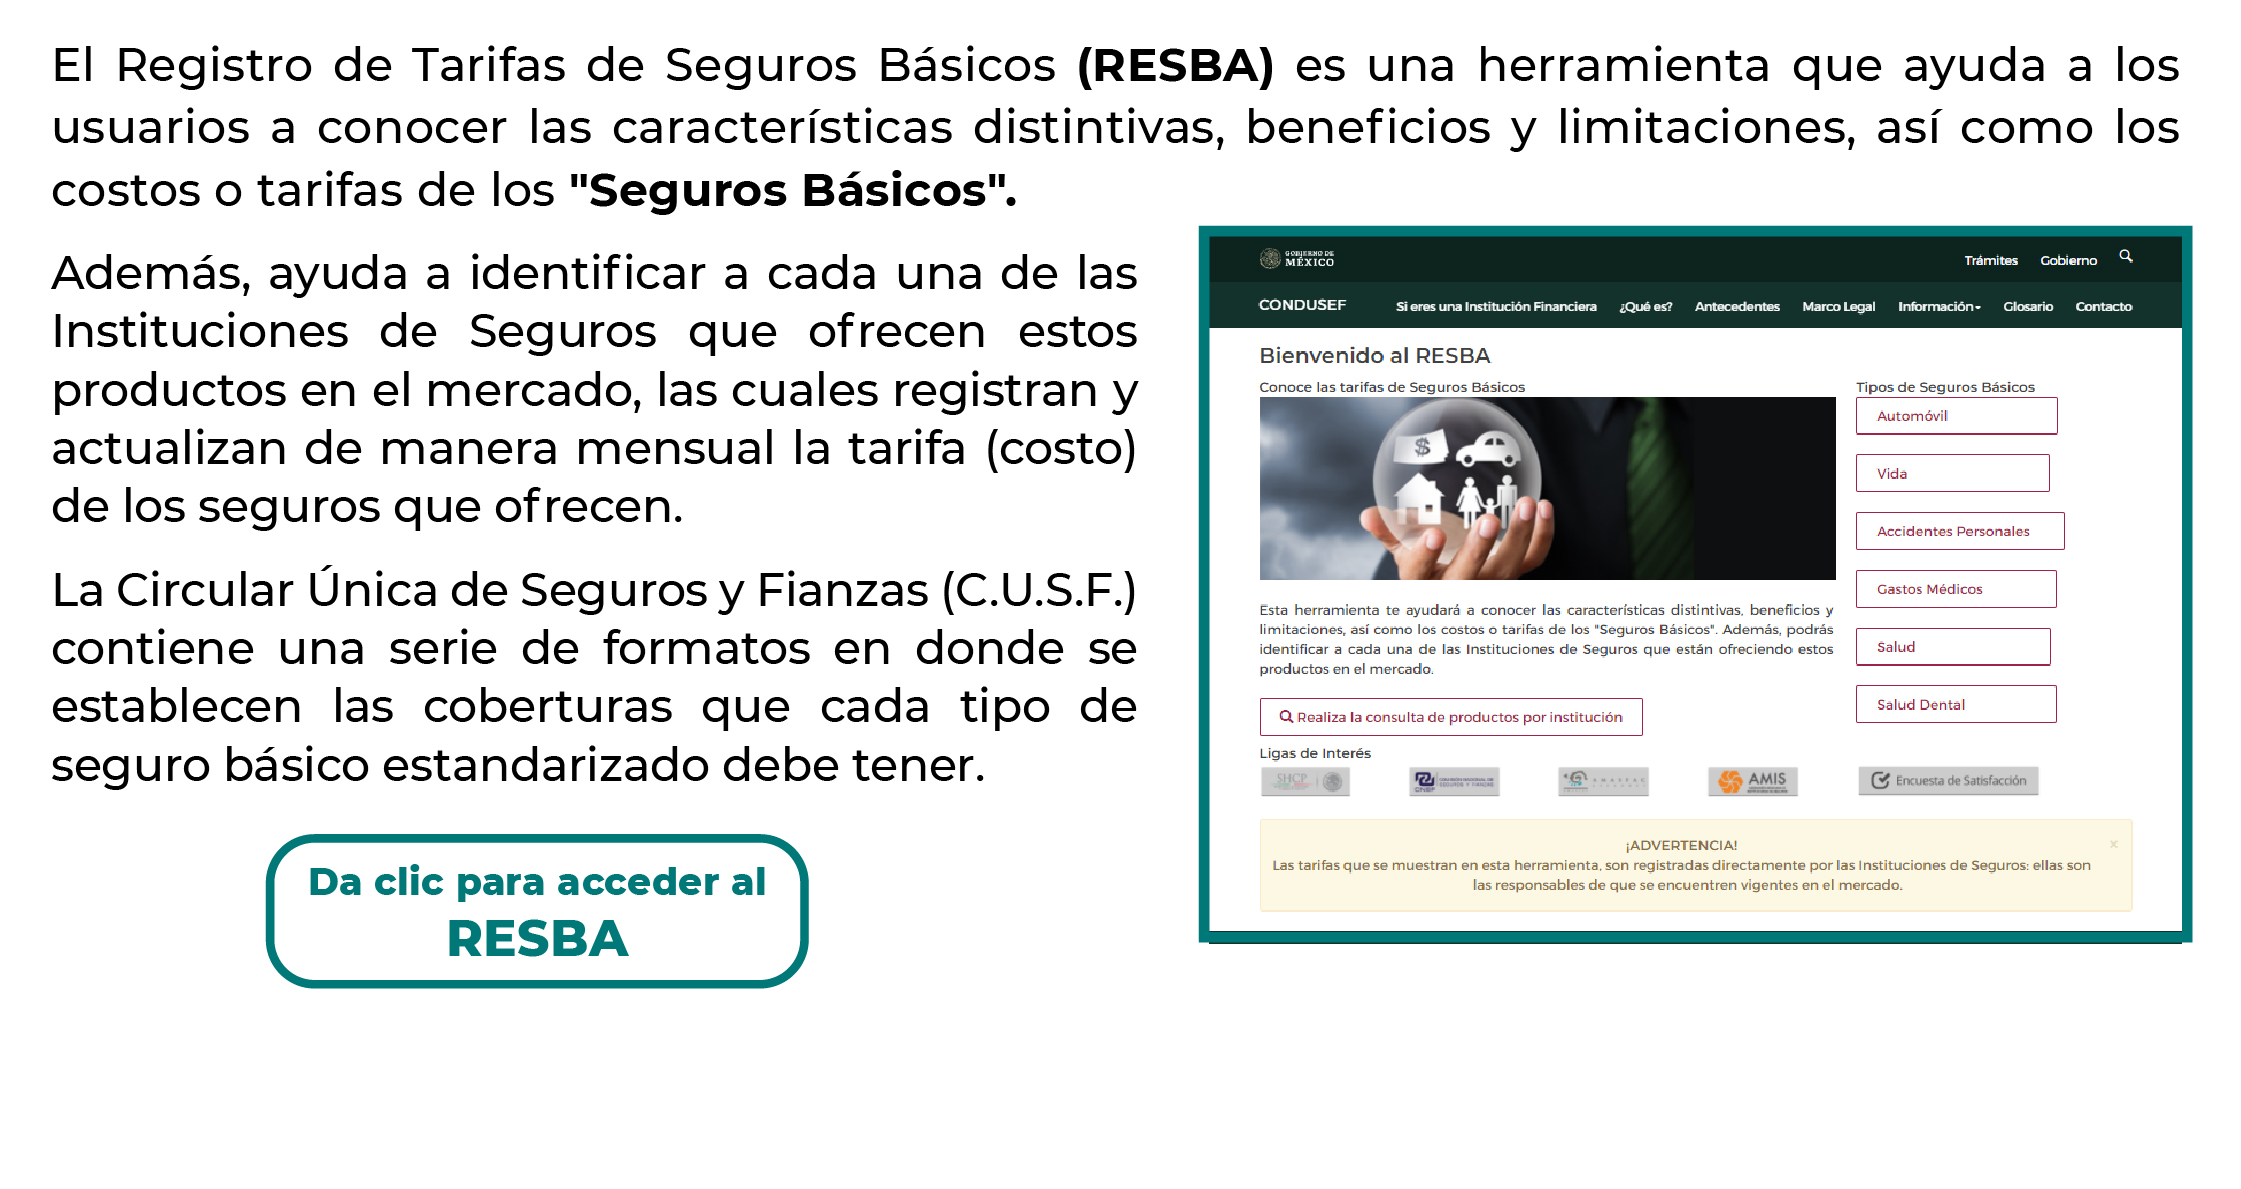 El Registro de Tarifas de Seguros Básicos (RESBA) es una herramienta que ayuda a los
usuarios a conocer las características distintivas, beneficios y limitaciones, así como los
costos o tarifas de los "Seguros Básicos".
Además, ayuda a identificar a cada una de las
Instituciones de Seguros que ofrecen estos
productos en el mercado, las cuales registran y
actualizan de manera mensual la tarifa (costo)
de los seguros que ofrecen.
La Circular Única de Seguros y Fianzas (C.U.S.F.)
contiene una serie de formatos en donde se
establecen las coberturas que cada tipo de
seguro básico estandarizado debe tener.
Da clic para acceder al
RESBA
GOBIERNO DE
MÉXICO
Trámites Gobierno
CONDUSEF Si eres una Institución Financiera ¿Qué es? Antecedentes Marco Legal Información Glosario Contacto
Bienvenido al RESBA
Conoce las tarifas de Seguros Básicos
Esta herramienta te ayudará a conocer las características distintivas, beneficios y
limitaciones, así como los costos o tarifas de los "Seguros Básicos". Además, podrás
identificar a cada una de las Instituciones de Seguros que están ofreciendo estos
productos en el mercado.
Realiza la consulta de productos por institución
Tipos de Seguros Básicos
Automóvil
Vida
Accidentes Personales
Gastos Médicos
Salud
Salud Dental
Ligas de Interés
SHCP
CNSF
AMIS
Encuesta de Satisfacción
¡ADVERTENCIA!
Las tarifas que se muestran en esta herramienta, son registradas directamente por las Instituciones de Seguros: ellas son
las responsables de que se encuentren vigentes en el mercado.